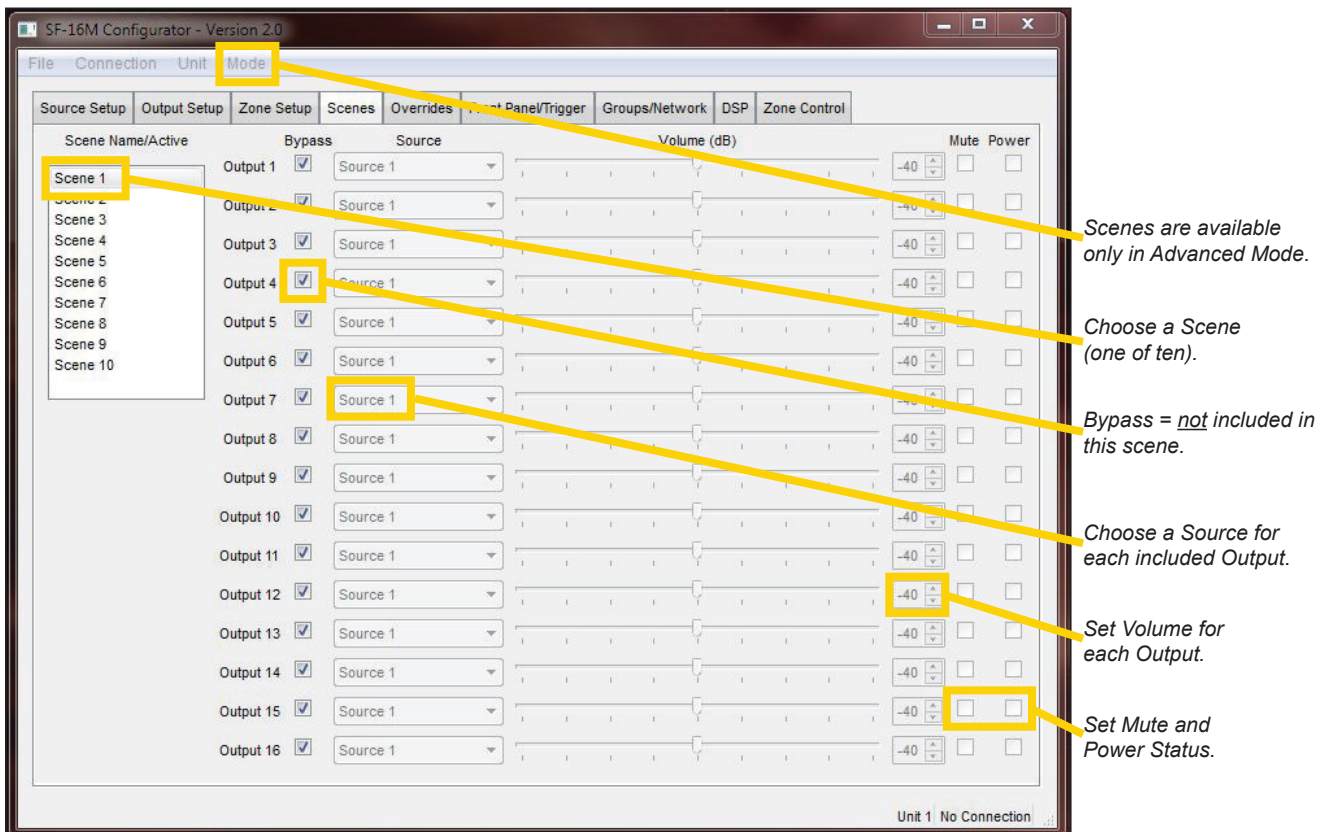 SF-16M Configurator - Version 2.0
File Connection Unit Mode
Source Setup Output Setup Zone Setup Scenes Overrides Panel/Trigger Groups/Network DSP Zone Control
Scene Name/Active Bypass Source Volume (dB) Mute Power
Scene 1
Scene 2
Scene 3
Scene 4
Scene 5
Scene 6
Scene 7
Scene 8
Scene 9
Scene 10
Output 1 Source 1 -40
Output 2 Source 1 -40
Output 3 Source 1 -40
Output 4 Source 1 -40
Output 5 Source 1 -40
Output 6 Source 1 -40
Output 7 Source 1 -40
Output 8 Source 1 -40
Output 9 Source 1 -40
Output 10 Source 1 -40
Output 11 Source 1 -40
Output 12 Source 1 -40
Output 13 Source 1 -40
Output 14 Source 1 -40
Output 15 Source 1 -40
Output 16 Source 1 -40
Unit 1 No Connection
Scenes are available
only in Advanced Mode.
Choose a Scene
(one of ten).
Bypass = not included in
this scene.
Choose a Source for
each included Output.
Set Volume for
each Output.
Set Mute and
Power Status.